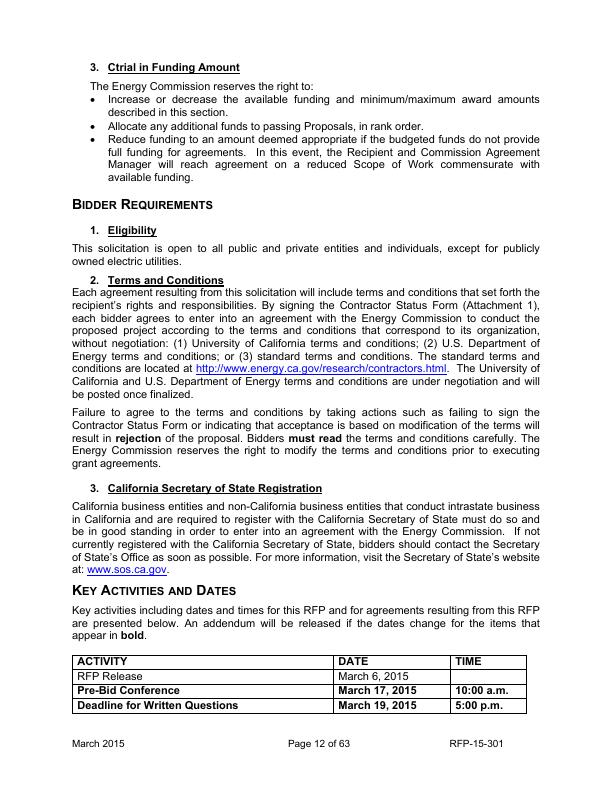 3. Ctrial in Funding Amount
The Energy Commission reserves the right to:
• Increase or decrease the available funding and minimum/maximum award amounts
described in this section.
• Allocate any additional funds to passing Proposals, in rank order.
• Reduce funding to an amount deemed appropriate if the budgeted funds do not provide
full funding for agreements. In this event, the Recipient and Commission Agreement
Manager will reach agreement on a reduced Scope of Work commensurate with
available funding.
BIDDER REQUIREMENTS
1. Eligibility
This solicitation is open to all public and private entities and individuals, except for publicly
owned electric utilities.
2. Terms and Conditions
Each agreement resulting from this solicitation will include terms and conditions that set forth the
recipient's rights and responsibilities. By signing the Contractor Status Form (Attachment 1),
each bidder agrees to enter into an agreement with the Energy Commission to conduct the
proposed project according to the terms and conditions that correspond to its organization,
without negotiation: (1) University of California terms and conditions; (2) U.S. Department of
Energy terms and conditions; or (3) standard terms and conditions. The standard terms and
conditions are located at http://www.energy.ca.gov/research/contractors.html. The University of
California and U.S. Department of Energy terms and conditions are under negotiation and will
be posted once finalized.
Failure to agree to the terms and conditions by taking actions such as failing to sign the
Contractor Status Form or indicating that acceptance is based on modification of the terms will
result in rejection of the proposal. Bidders must read the terms and conditions carefully. The
Energy Commission reserves the right to modify the terms and conditions prior to executing
grant agreements.
3. California Secretary of State Registration
California business entities and non-California business entities that conduct intrastate business
in California and are required to register with the California Secretary of State must do so and
be in good standing in order to enter into an agreement with the Energy Commission. If not
currently registered with the California Secretary of State, bidders should contact the Secretary
of State's Office as soon as possible. For more information, visit the Secretary of State's website
at: www.sos.ca.gov.
KEY ACTIVITIES AND DATES
Key activities including dates and times for this RFP and for agreements resulting from this RFP
are presented below. An addendum will be released if the dates change for the items that
appear in bold.
ACTIVITY DATE TIME
RFP Release March 6, 2015
Pre-Bid Conference March 17, 2015 10:00 a.m.
Deadline for Written Questions March 19, 2015 5:00 p.m.
March 2015 Page 12 of 63 RFP-15-301